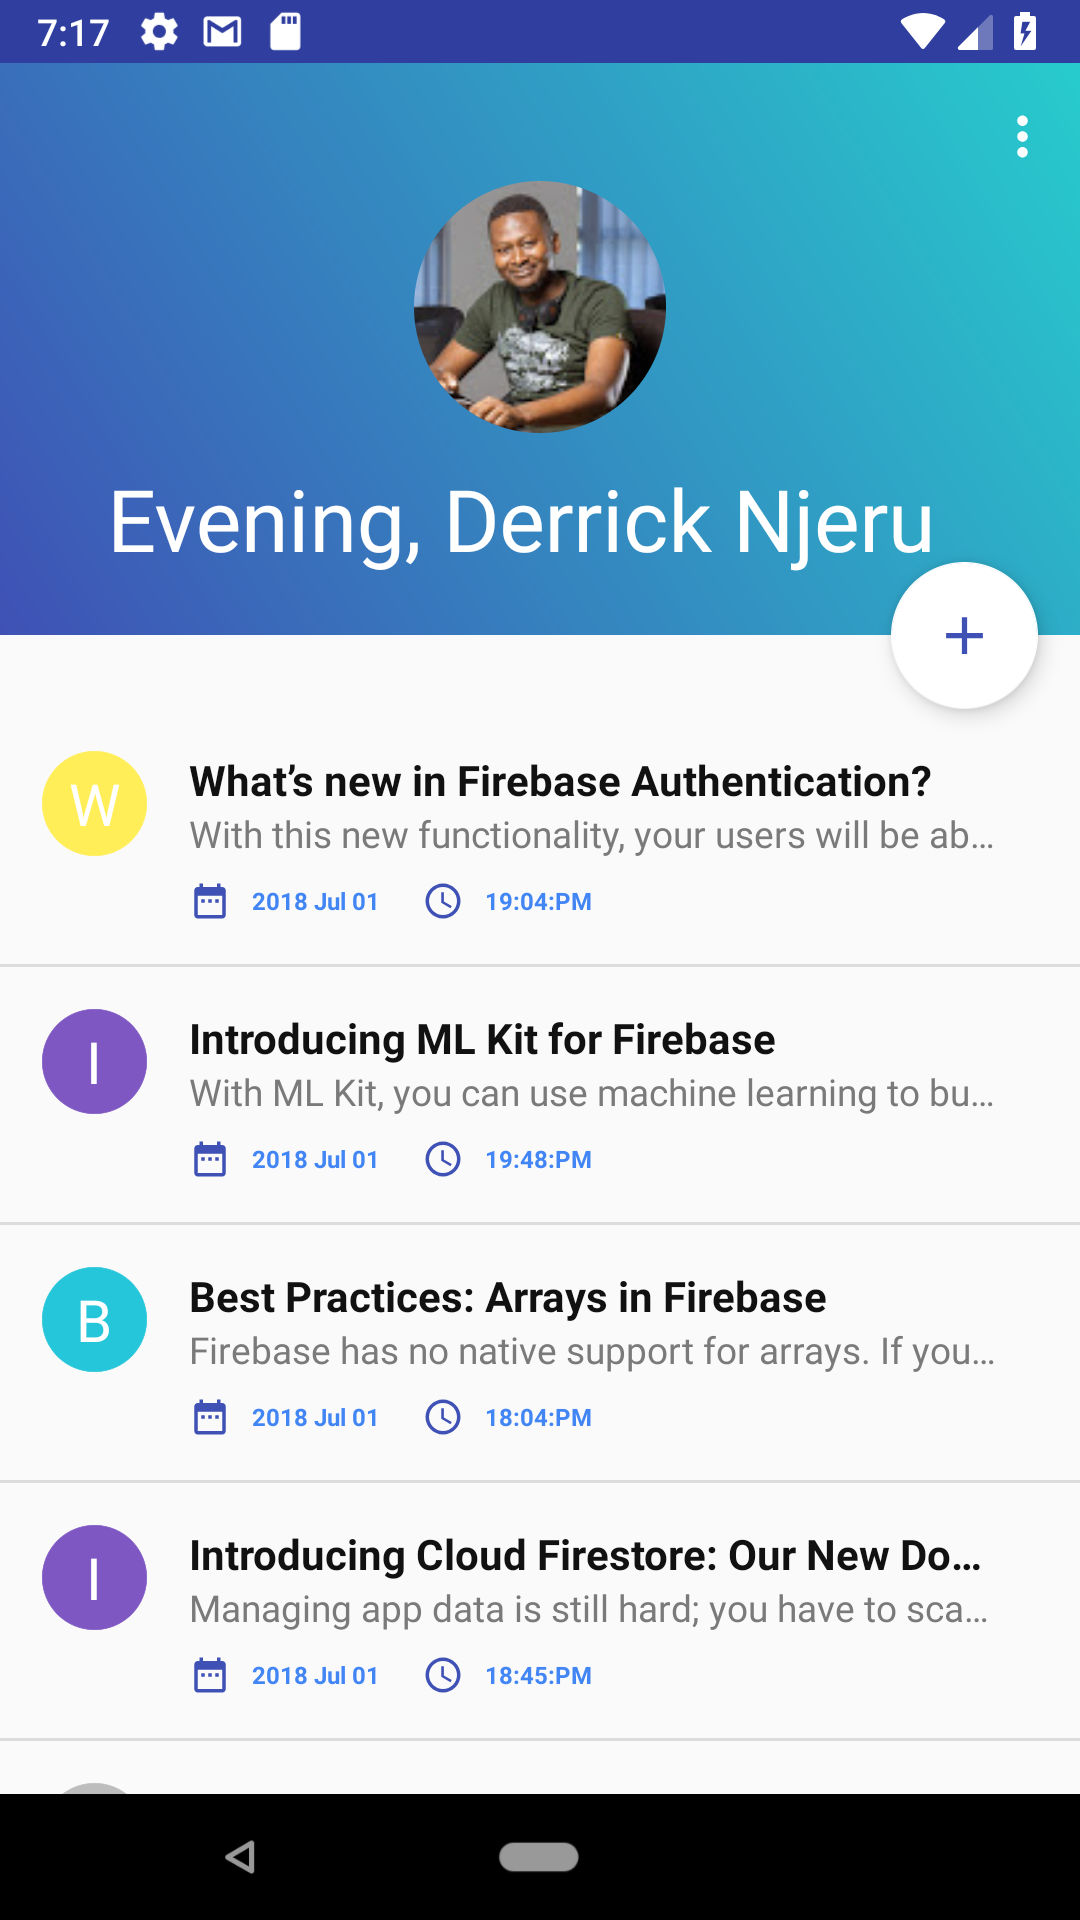 7:17
Evening, Derrick Njeru
W
What’s new in Firebase Authentication?
With this new functionality, your users will be ab...
2018 Jul 01 19:04:PM
I
Introducing ML Kit for Firebase
With ML Kit, you can use machine learning to bu...
2018 Jul 01 19:48:PM
B
Best Practices: Arrays in Firebase
Firebase has no native support for arrays. If you...
2018 Jul 01 18:04:PM
I
Introducing Cloud Firestore: Our New Do...
Managing app data is still hard; you have to sca...
2018 Jul 01 18:45:PM